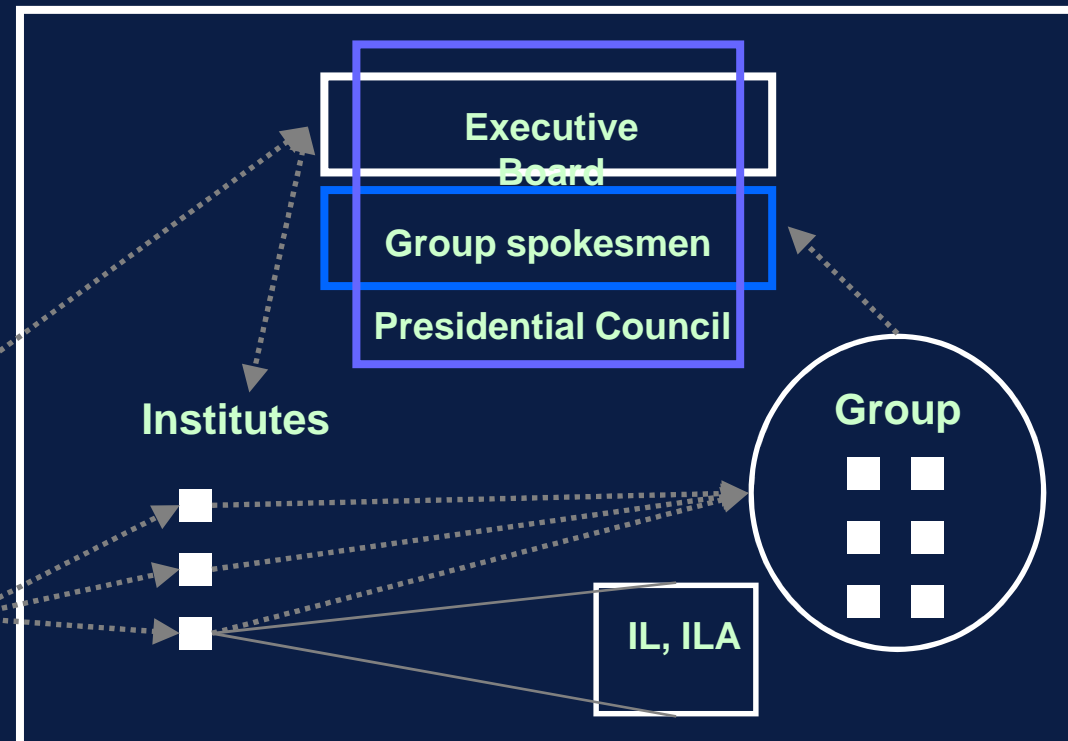 Executive
Board
Group spokesmen
Presidential Council
Institutes
Group
IL, ILA